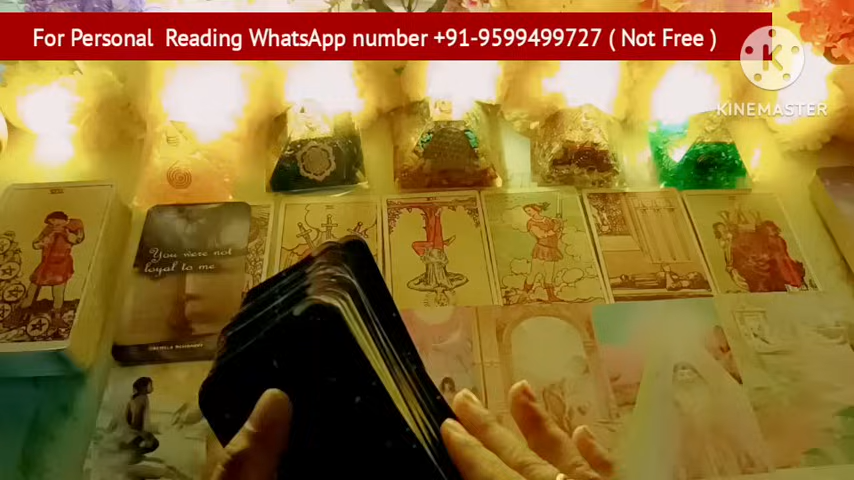 For Personal Reading WhatsApp number +91-9599499727 ( Not Free )
K
KINEMASTER
You were not
loyal to me